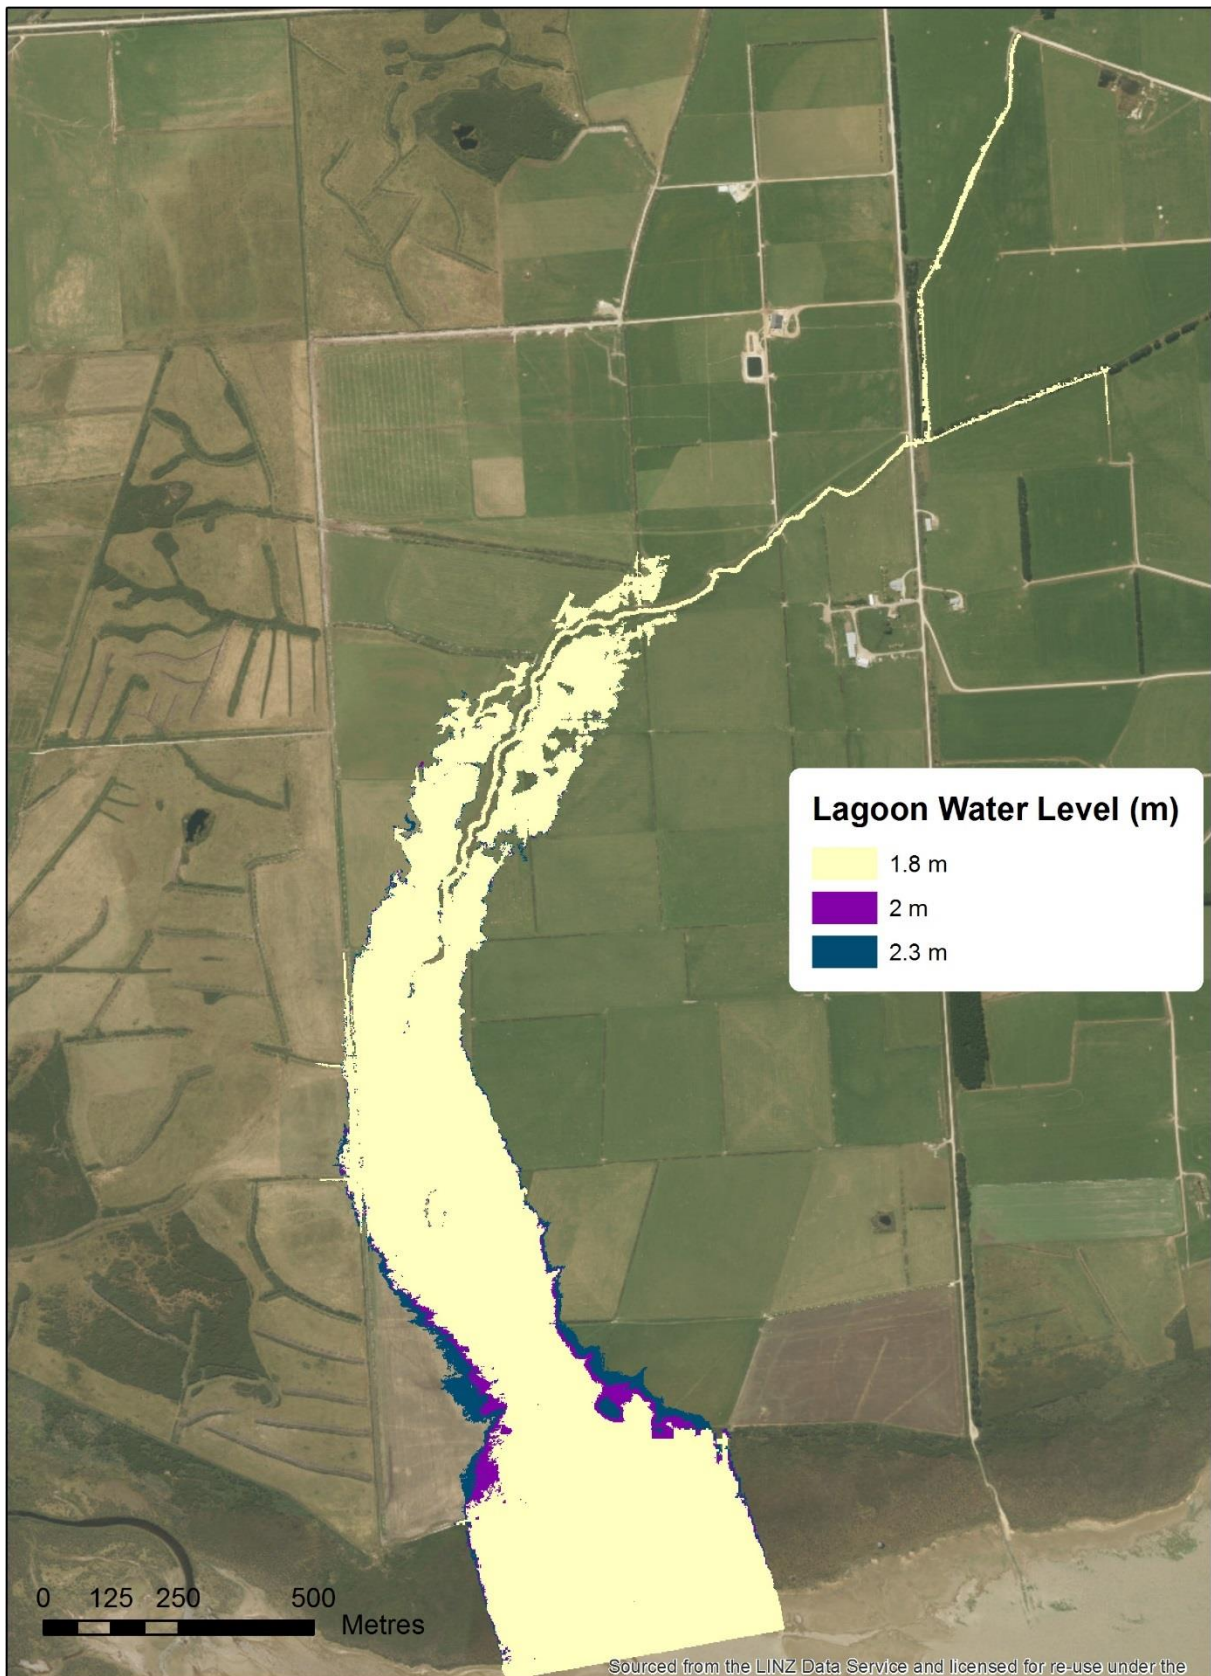 Lagoon Water Level (m)
1.8 m
2 m
2.3 m
0 125 250 500
Metres
Sourced from the LINZ Data Service and licensed for re-use under the